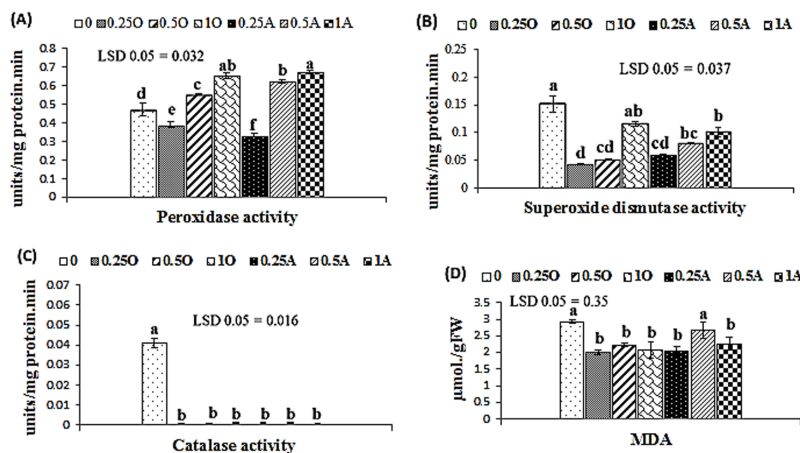 (A)
0 0.25O 0.5O 1O 0.25A 0.5A 1A
units/mg protein.min
0.8
0.7
0.6
0.5
0.4
0.3
0.2
0.1
0
LSD 0.05 = 0.032
d e c ab f b a
Peroxidase activity
(B)
0 0.25O 0.5O 1O 0.25A 0.5A 1A
units/mg protein.min
0.2
0.15
0.1
0.05
0
LSD 0.05 = 0.037
a d cd ab cd bc b
Superoxide dismutase activity
(C)
0 0.25O 0.5O 1O 0.25A 0.5A 1A
units/mg protein.min
0.07
0.06
0.05
0.04
0.03
0.02
0.01
0
LSD 0.05 = 0.016
a b b b b b b
Catalase activity
(D)
0 0.25O 0.5O 1O 0.25A 0.5A 1A
µmol./gFW
3.5
3
2.5
2
1.5
1
0.5
0
LSD 0.05 = 0.35
a b b b b a b
MDA